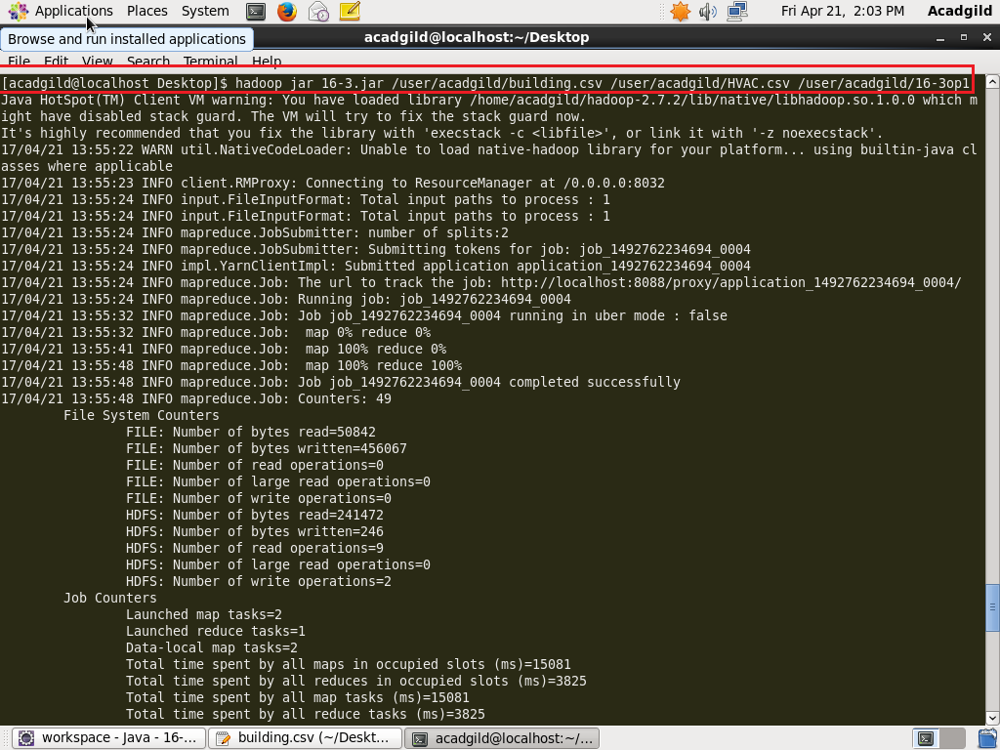 Applications Places System Fri Apr 21, 2:03 PM Acadgild
Browse and run installed applications
acadgild@localhost:~/Desktop
File Edit View Search Terminal Help
[acadgild@localhost Desktop]$ hadoop jar 16-3.jar /user/acadgild/building.csv /user/acadgild/HVAC.csv /user/acadgild/16-3op1
Java HotSpot(TM) Client VM warning: You have loaded library /home/acadgild/hadoop-2.7.2/lib/native/libhadoop.so.1.0.0 which m
ight have disabled stack guard. The VM will try to fix the stack guard now.
It's highly recommended that you fix the library with 'execstack -c <libfile>', or link it with '-z noexecstack'.
17/04/21 13:55:22 WARN util.NativeCodeLoader: Unable to load native-hadoop library for your platform... using builtin-java cl
asses where applicable
17/04/21 13:55:23 INFO client.RMProxy: Connecting to ResourceManager at /0.0.0.0:8032
17/04/21 13:55:24 INFO input.FileInputFormat: Total input paths to process : 1
17/04/21 13:55:24 INFO input.FileInputFormat: Total input paths to process : 1
17/04/21 13:55:24 INFO mapreduce.JobSubmitter: number of splits:2
17/04/21 13:55:24 INFO mapreduce.JobSubmitter: Submitting tokens for job: job_1492762234694_0004
17/04/21 13:55:24 INFO impl.YarnClientImpl: Submitted application application_1492762234694_0004
17/04/21 13:55:24 INFO mapreduce.Job: The url to track the job: http://localhost:8088/proxy/application_1492762234694_0004/
17/04/21 13:55:24 INFO mapreduce.Job: Running job: job_1492762234694_0004
17/04/21 13:55:32 INFO mapreduce.Job: Job job_1492762234694_0004 running in uber mode : false
17/04/21 13:55:32 INFO mapreduce.Job:  map 0% reduce 0%
17/04/21 13:55:41 INFO mapreduce.Job:  map 100% reduce 0%
17/04/21 13:55:48 INFO mapreduce.Job:  map 100% reduce 100%
17/04/21 13:55:48 INFO mapreduce.Job: Job job_1492762234694_0004 completed successfully
17/04/21 13:55:48 INFO mapreduce.Job: Counters: 49
File System Counters
FILE: Number of bytes read=50842
FILE: Number of bytes written=456067
FILE: Number of read operations=0
FILE: Number of large read operations=0
FILE: Number of write operations=0
HDFS: Number of bytes read=241472
HDFS: Number of bytes written=246
HDFS: Number of read operations=9
HDFS: Number of large read operations=0
HDFS: Number of write operations=2
Job Counters
Launched map tasks=2
Launched reduce tasks=1
Data-local map tasks=2
Total time spent by all maps in occupied slots (ms)=15081
Total time spent by all reduces in occupied slots (ms)=3825
Total time spent by all map tasks (ms)=15081
Total time spent by all reduce tasks (ms)=3825
workspace - Java - 16-... building.csv (~/Deskt... acadgild@localhost:~/...